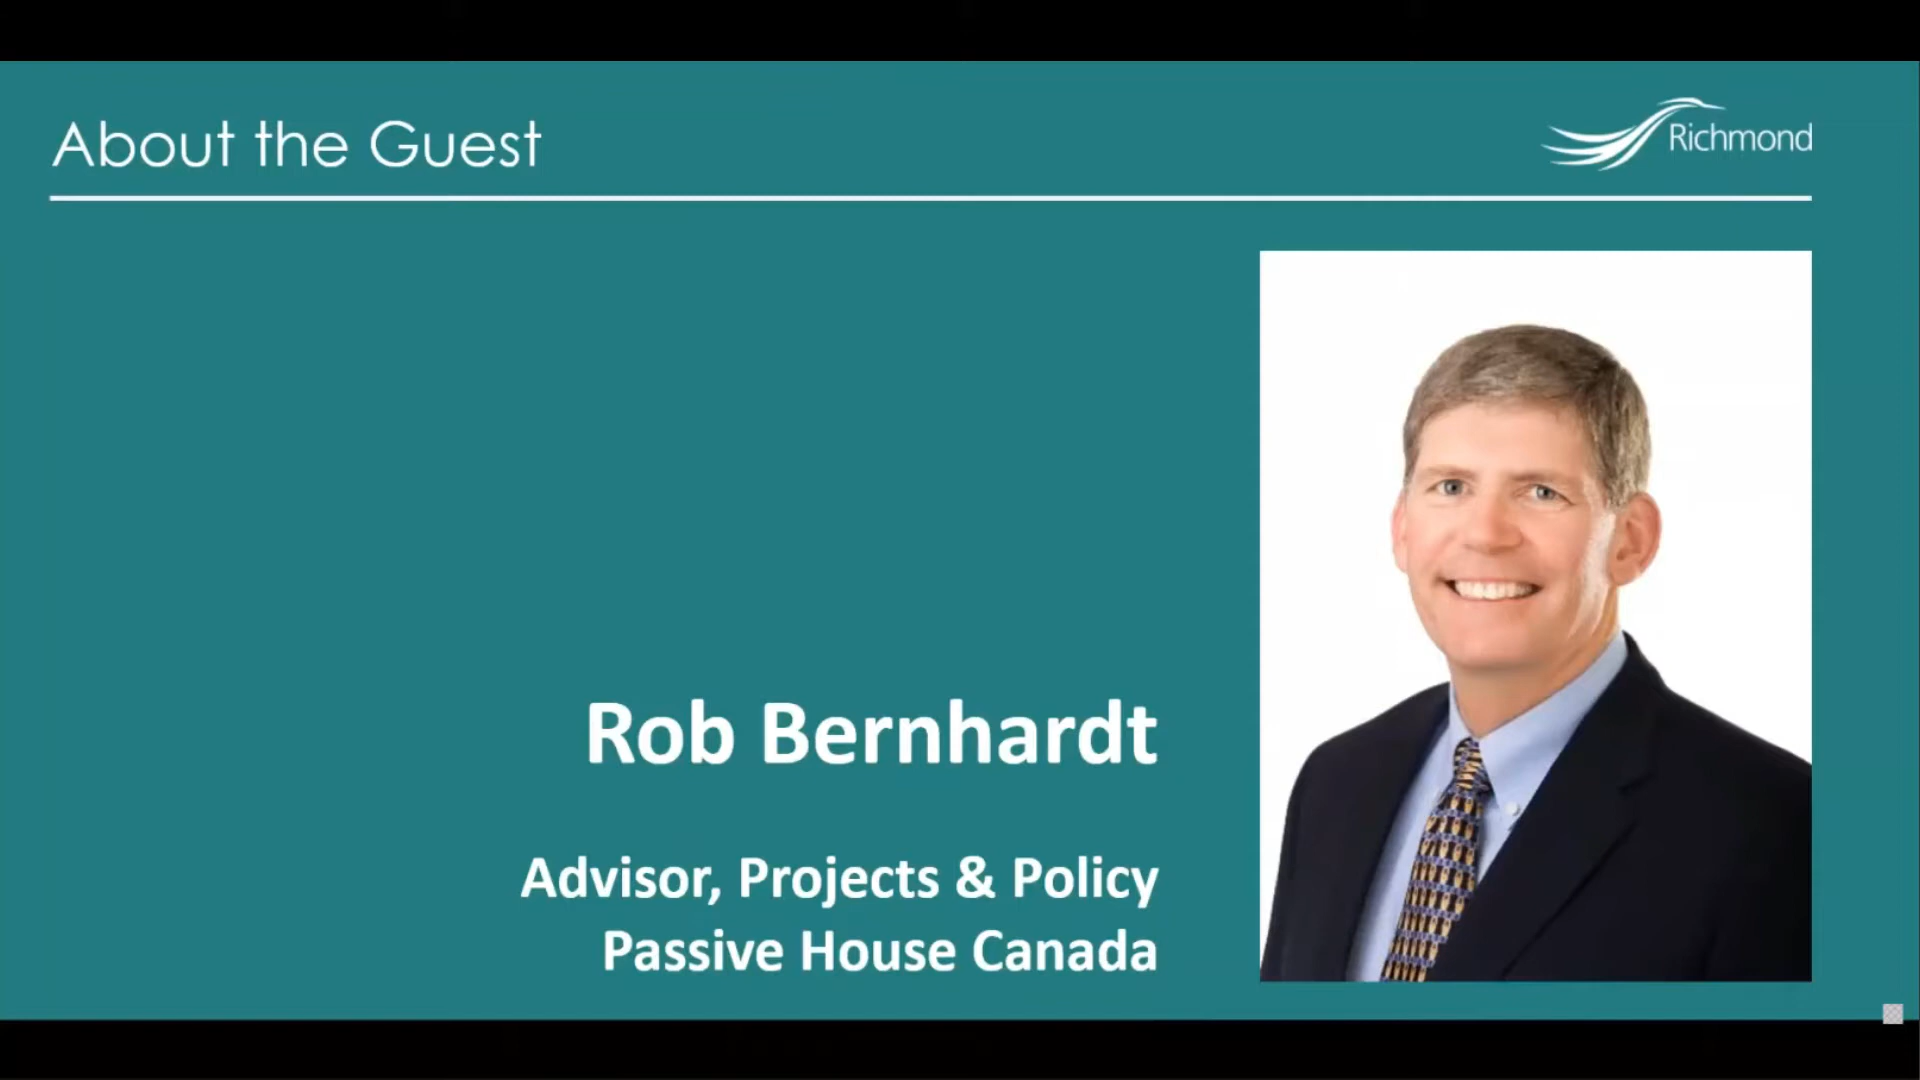 About the Guest
Richmond
Rob Bernhardt
Advisor, Projects & Policy
Passive House Canada